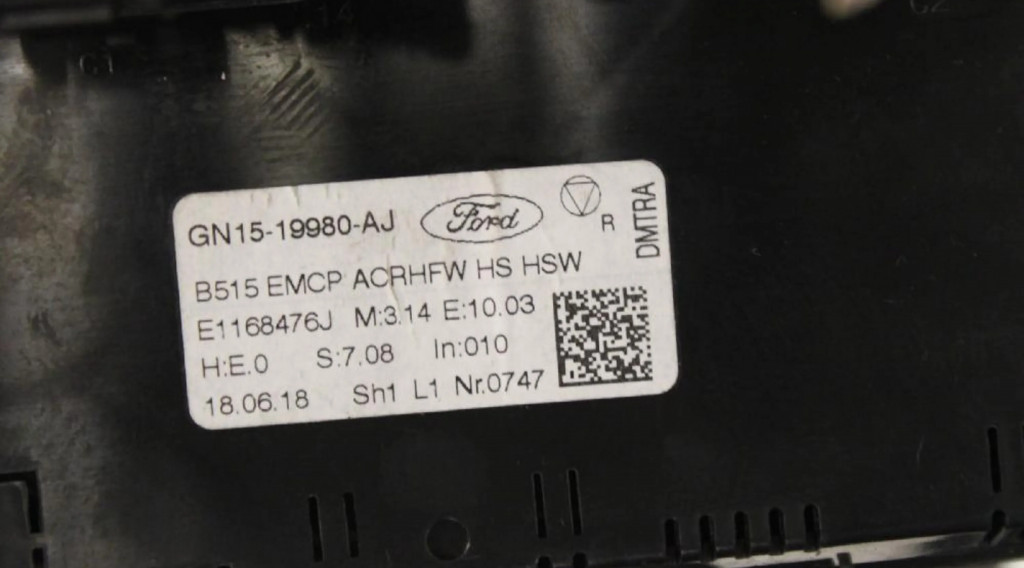 GN15-19980-AJ Ford R DMTRA
B515 EMCP ACRHFW HS HSW
E1168476J M:3.14 E:10.03
H:E.0 S:7.08 In:010
18.06.18 Sh1 L1 Nr.0747
C1